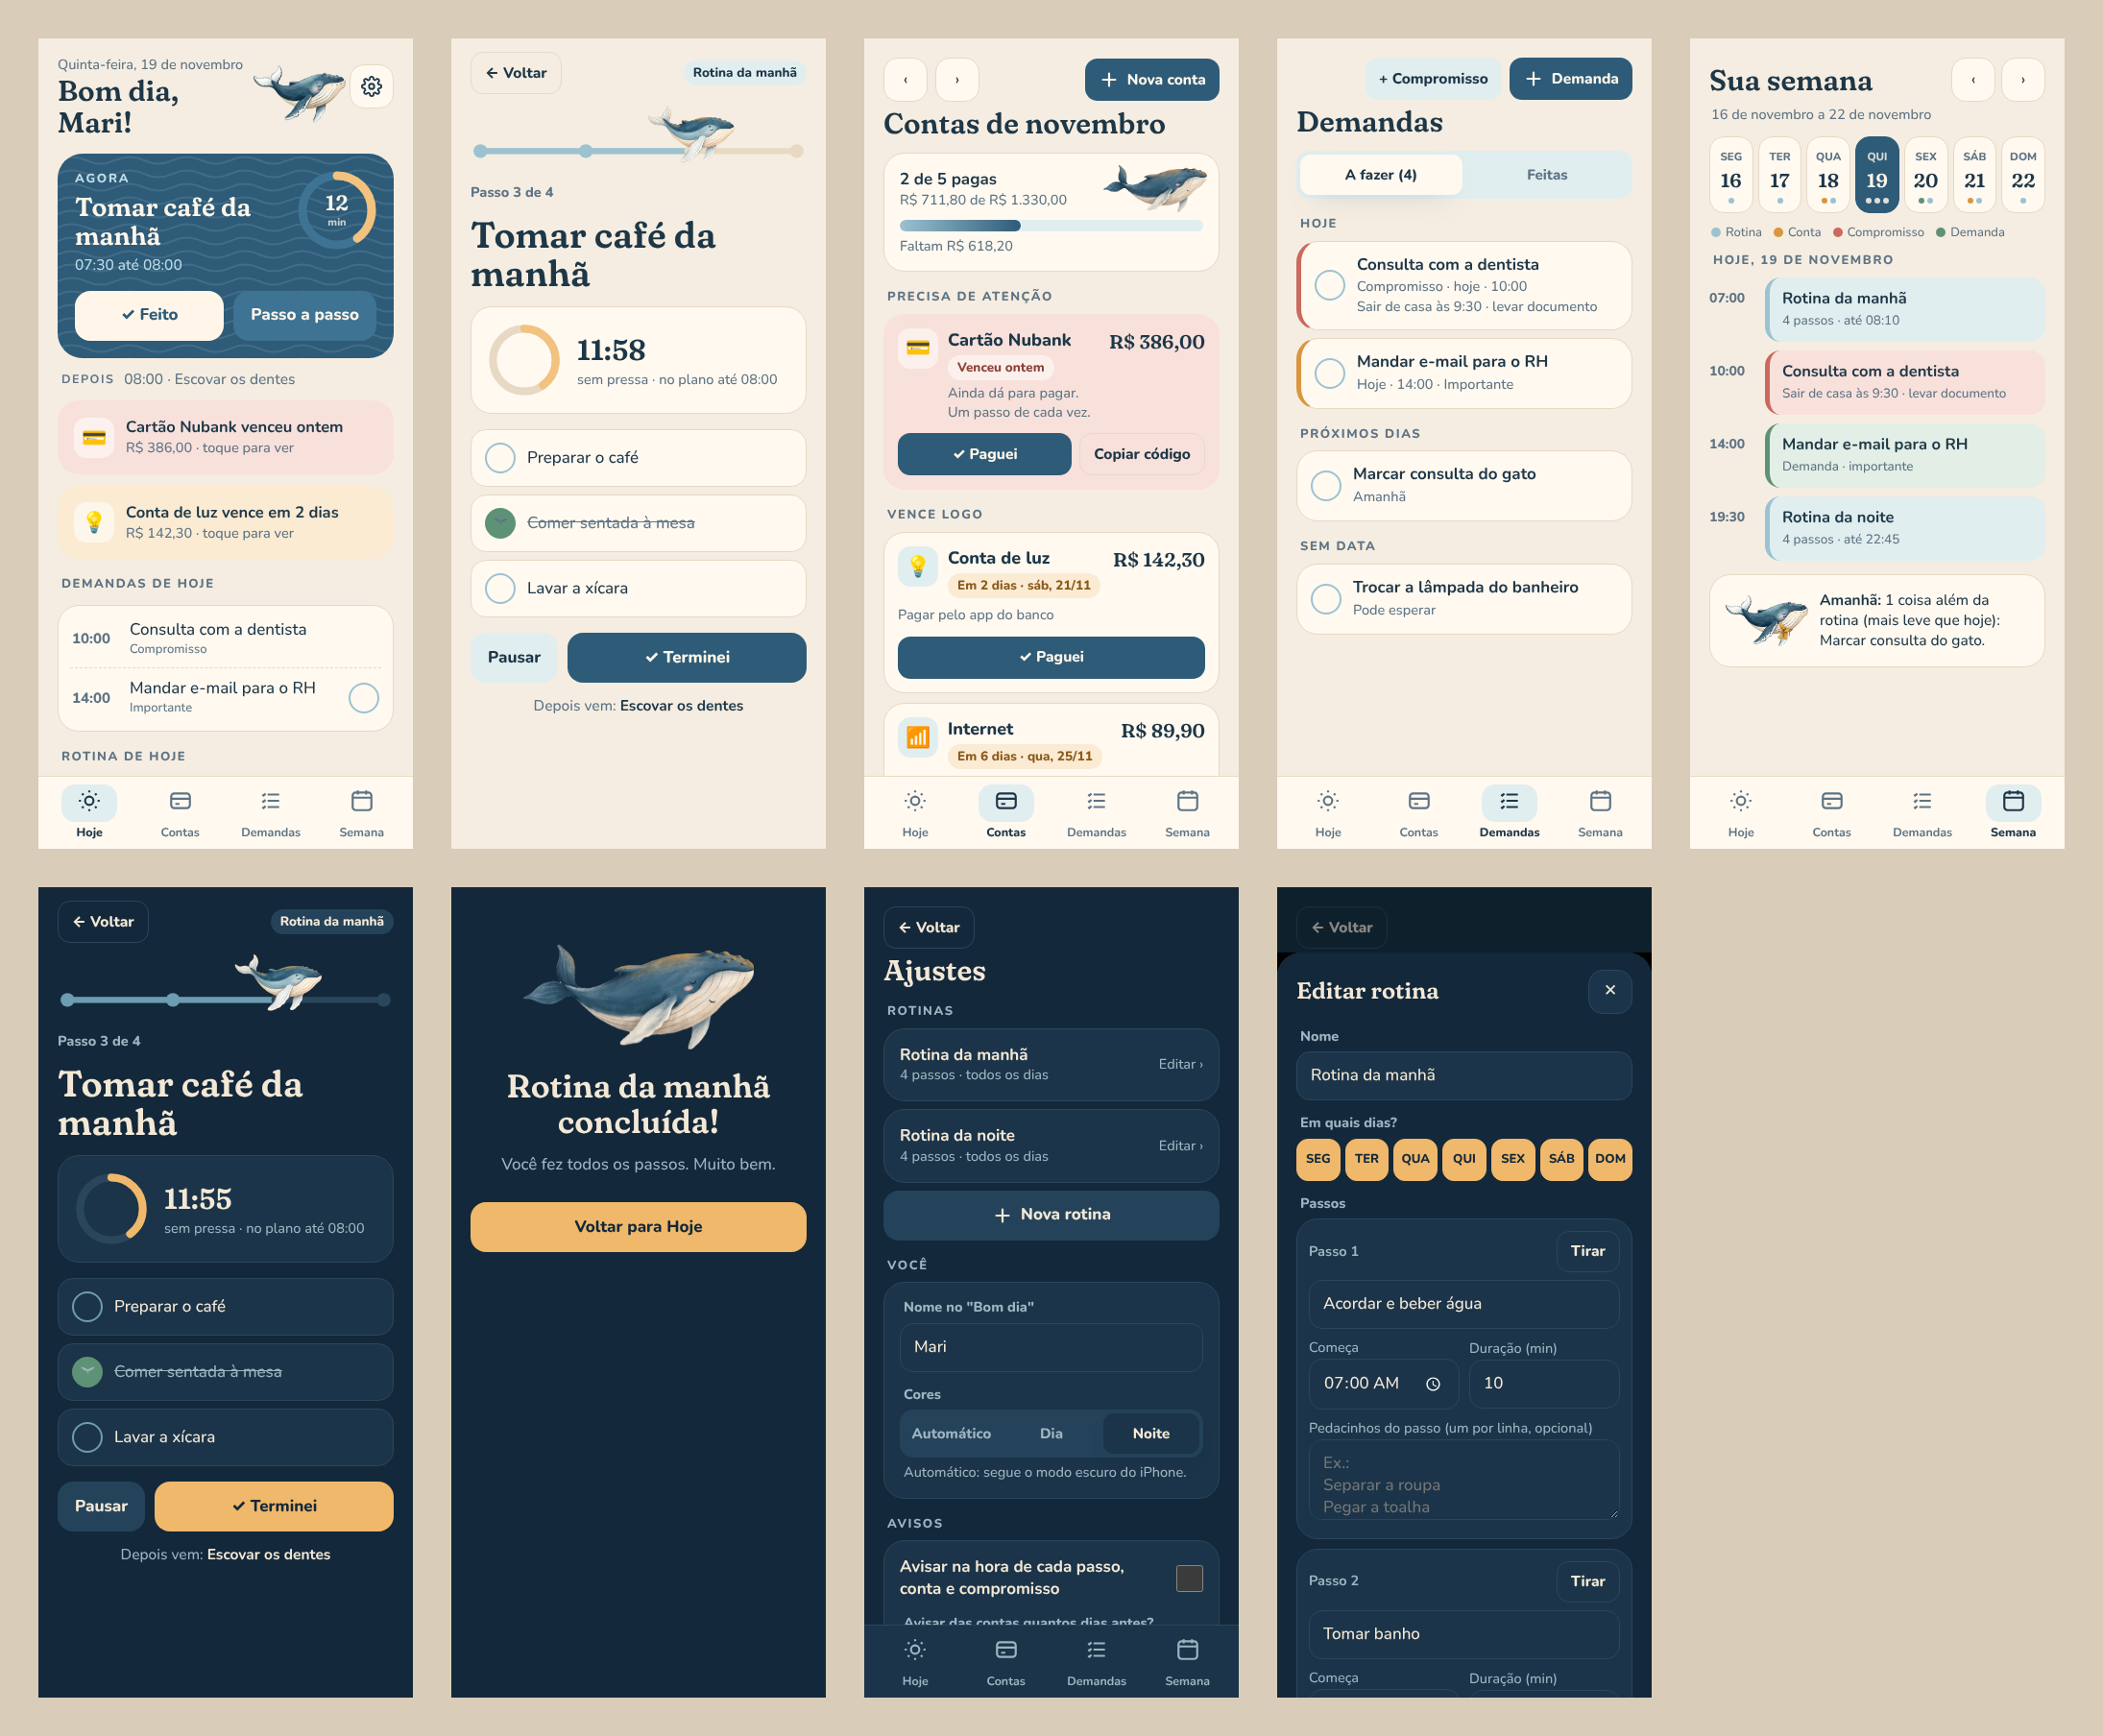 Quinta-feira, 19 de novembro
Bom dia,
Mari!
AGORA
Tomar café da
manhã
07:30 até 08:00
12
min
✓ Feito
Passo a passo
DEPOIS 08:00 · Escovar os dentes
Cartão Nubank venceu ontem
R$ 386,00 · toque para ver
Conta de luz vence em 2 dias
R$ 142,30 · toque para ver
DEMANDAS DE HOJE
10:00
Consulta com a dentista
Compromisso
14:00
Mandar e-mail para o RH
Importante
ROTINA DE HOJE
Hoje
Contas
Demandas
Semana
← Voltar
Rotina da manhã
Passo 3 de 4
Tomar café da
manhã
11:58
sem pressa · no plano até 08:00
Preparar o café
Comer sentada à mesa
Lavar a xícara
Pausar
✓ Terminei
Depois vem: Escovar os dentes
‹
›
+ Nova conta
Contas de novembro
2 de 5 pagas
R$ 711,80 de R$ 1.330,00
Faltam R$ 618,20
PRECISA DE ATENÇÃO
Cartão Nubank
R$ 386,00
Venceu ontem
Ainda dá para pagar.
Um passo de cada vez.
✓ Paguei
Copiar código
VENCE LOGO
Conta de luz
R$ 142,30
Em 2 dias · sáb, 21/11
Pagar pelo app do banco
✓ Paguei
Internet
R$ 89,90
Em 6 dias · qua, 25/11
Hoje
Contas
Demandas
Semana
+ Compromisso
+ Demanda
Demandas
A fazer (4)
Feitas
HOJE
Consulta com a dentista
Compromisso · hoje · 10:00
Sair de casa às 9:30 · levar documento
Mandar e-mail para o RH
Hoje · 14:00 · Importante
PRÓXIMOS DIAS
Marcar consulta do gato
Amanhã
SEM DATA
Trocar a lâmpada do banheiro
Pode esperar
Hoje
Contas
Demandas
Semana
Sua semana
‹
›
16 de novembro a 22 de novembro
SEG TER QUA QUI SEX SÁB DOM
16 17 18 19 20 21 22
Rotina Conta Compromisso Demanda
HOJE, 19 DE NOVEMBRO
07:00
Rotina da manhã
4 passos · até 08:10
10:00
Consulta com a dentista
Sair de casa às 9:30 · levar documento
14:00
Mandar e-mail para o RH
Demanda · importante
19:30
Rotina da noite
4 passos · até 22:45
Amanhã: 1 coisa além da
rotina (mais leve que hoje):
Marcar consulta do gato.
Hoje
Contas
Demandas
Semana
← Voltar
Rotina da manhã
Passo 3 de 4
Tomar café da
manhã
11:55
sem pressa · no plano até 08:00
Preparar o café
Comer sentada à mesa
Lavar a xícara
Pausar
✓ Terminei
Depois vem: Escovar os dentes
Rotina da manhã
concluída!
Você fez todos os passos. Muito bem.
Voltar para Hoje
← Voltar
Ajustes
ROTINAS
Rotina da manhã
4 passos · todos os dias
Editar ›
Rotina da noite
4 passos · todos os dias
Editar ›
+ Nova rotina
VOCÊ
Nome no "Bom dia"
Mari
Cores
Automático
Dia
Noite
Automático: segue o modo escuro do iPhone.
AVISOS
Avisar na hora de cada passo,
conta e compromisso
Avisar das contas quantos dias antes?
Hoje
Contas
Demandas
Semana
← Voltar
Editar rotina
✕
Nome
Rotina da manhã
Em quais dias?
SEG TER QUA QUI SEX SÁB DOM
Passos
Passo 1
Tirar
Acordar e beber água
Começa
Duração (min)
07:00 AM
10
Pedacinhos do passo (um por linha, opcional)
Ex.:
Separar a roupa
Pegar a toalha
Passo 2
Tirar
Tomar banho
Começa
Duração (min)